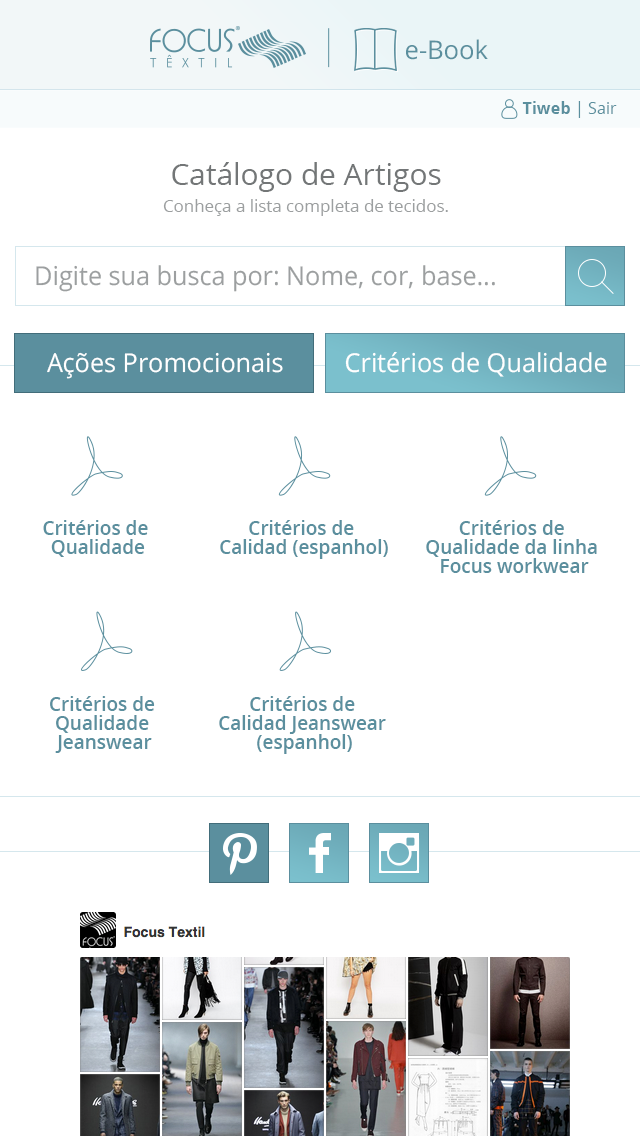 FOCUS®
TÊXTIL
e-Book
Tiweb | Sair
Catálogo de Artigos
Conheça a lista completa de tecidos.
Digite sua busca por: Nome, cor, base...
Ações Promocionais
Critérios de Qualidade
Critérios de
Qualidade
Critérios de
Calidad (espanhol)
Critérios de
Qualidade da linha
Focus workwear
Critérios de
Qualidade
Jeanswear
Critérios de
Calidad Jeanswear
(espanhol)
FOCUS
Focus Textil